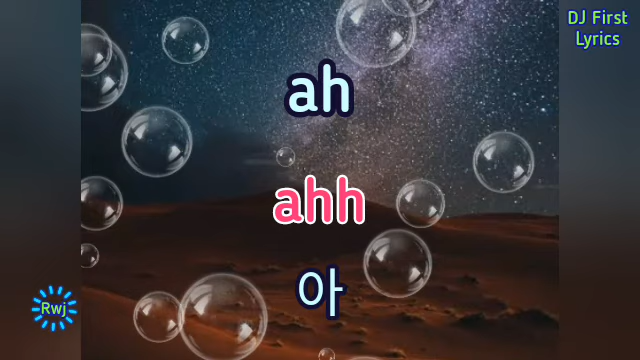 DJ First
Lyrics
ah
ahh
아
Rwj